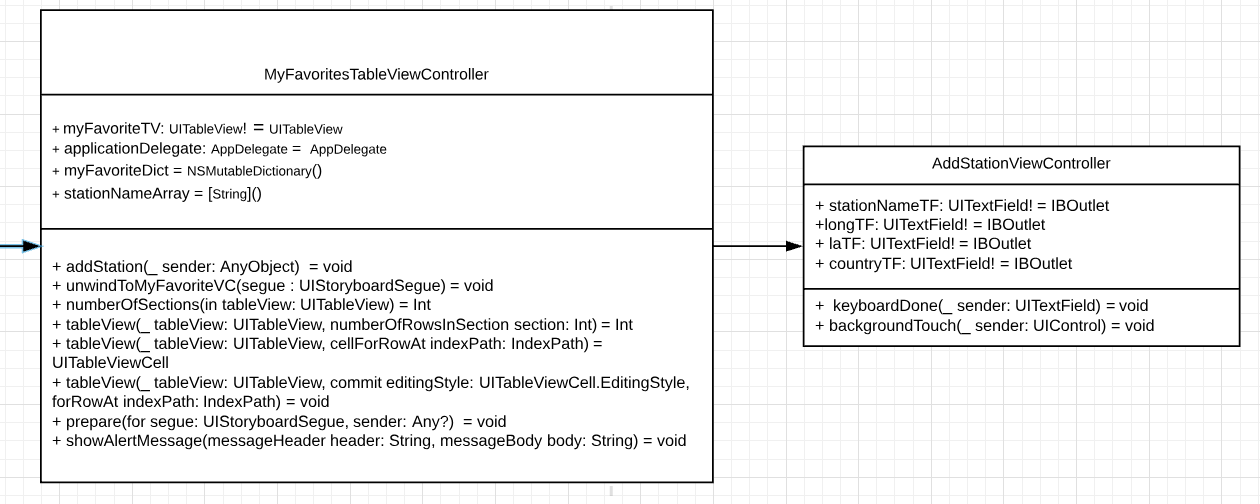 MyFavoritesTableViewController
+ myFavoriteTV: UITableView! = UITableView
+ applicationDelegate: AppDelegate = AppDelegate
+ myFavoriteDict = NSMutableDictionary()
+ stationNameArray = [String]()
+ addStation(_ sender: AnyObject) = void
+ unwindToMyFavoriteVC(segue : UIStoryboardSegue) = void
+ numberOfSections(in tableView: UITableView) = Int
+ tableView(_ tableView: UITableView, numberOfRowsInSection section: Int) = Int
+ tableView(_ tableView: UITableView, cellForRowAt indexPath: IndexPath) =
UITableViewCell
+ tableView(_ tableView: UITableView, commit editingStyle: UITableViewCell.EditingStyle,
forRowAt indexPath: IndexPath) = void
+ prepare(for segue: UIStoryboardSegue, sender: Any?) = void
+ showAlertMessage(messageHeader header: String, messageBody body: String) = void
AddStationViewController
+ stationNameTF: UITextField! = IBOutlet
+longTF: UITextField! = IBOutlet
+ laTF: UITextField! = IBOutlet
+ countryTF: UITextField! = IBOutlet
+ keyboardDone(_ sender: UITextField) = void
+ backgroundTouch(_ sender: UIControl) = void